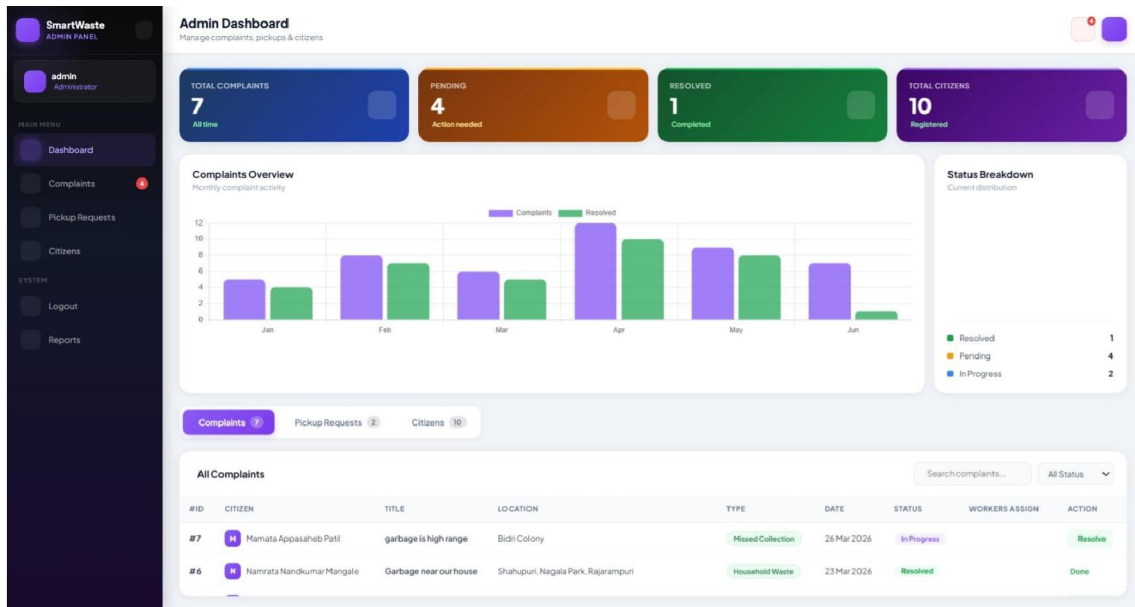 SmartWaste
ADMIN PANEL
admin
Administrator
MAIN MENU
Dashboard
Complaints 4
Pickup Requests
Citizens
SYSTEM
Logout
Reports
Admin Dashboard
Manage complaints, pickups & citizens
4
TOTAL COMPLAINTS
7
All time
PENDING
4
Action needed
RESOLVED
1
Completed
TOTAL CITIZENS
10
Registered
Complaints Overview
Monthly complaint activity
Complaints Resolved
12
10
8
6
4
2
0
Jan Feb Mar Apr May Jun
Status Breakdown
Current distribution
Resolved 1
Pending 4
In Progress 2
Complaints 7 Pickup Requests 2 Citizens 10
All Complaints Search complaints... All Status
#ID CITIZEN TITLE LOCATION TYPE DATE STATUS WORKERS ASSIGN ACTION
#7 M Mamata Appasaheb Patil garbage is high range Bidri Colony Missed Collection 26 Mar 2026 In Progress Resolve
#6 N Namrata Nandkumar Mangale Garbage near our house Shahupuri, Nagala Park, Rajarampuri Household Waste 23 Mar 2026 Resolved Done